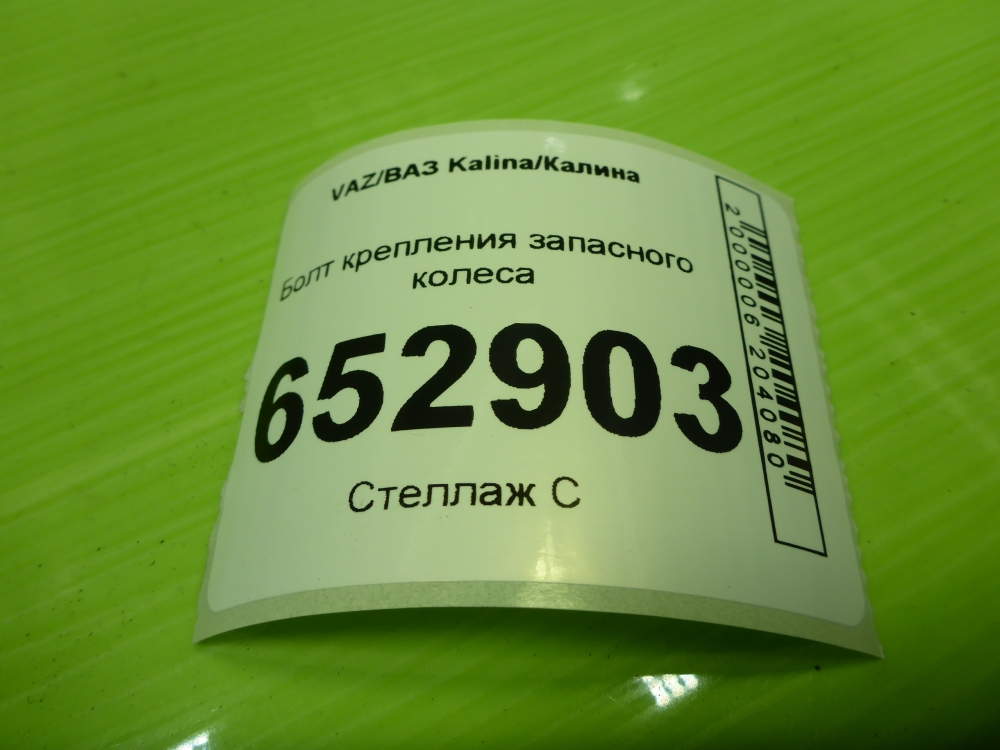 VAZ/ВАЗ Kalina/Калина
Болт крепления запасного
колеса
652903
Стеллаж С
2000006204080